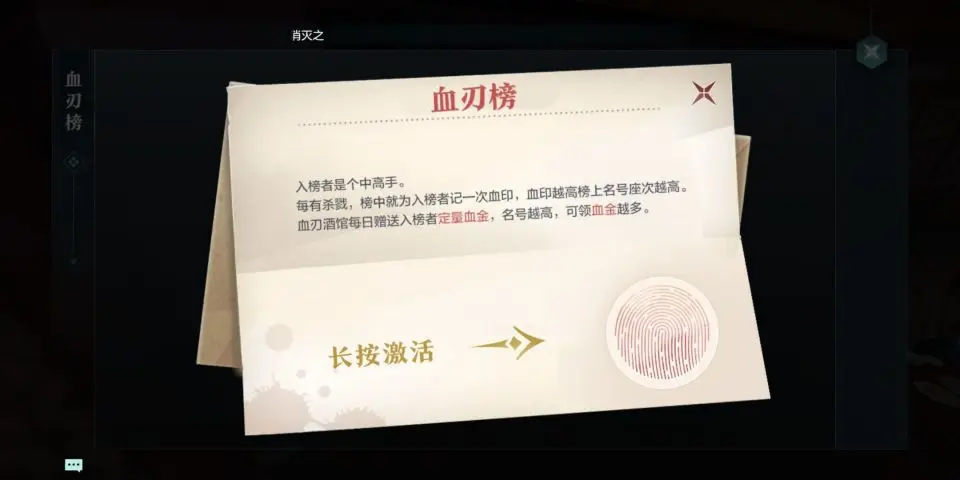 消灭之
血刃榜
血刃榜
入榜者是个中高手。
每有杀戮，榜中就为入榜者记一次血印，血印越高榜上名号座次越高。
血刃酒馆每日赠送入榜者定量血金，名号越高，可领血金越多。
长按激活